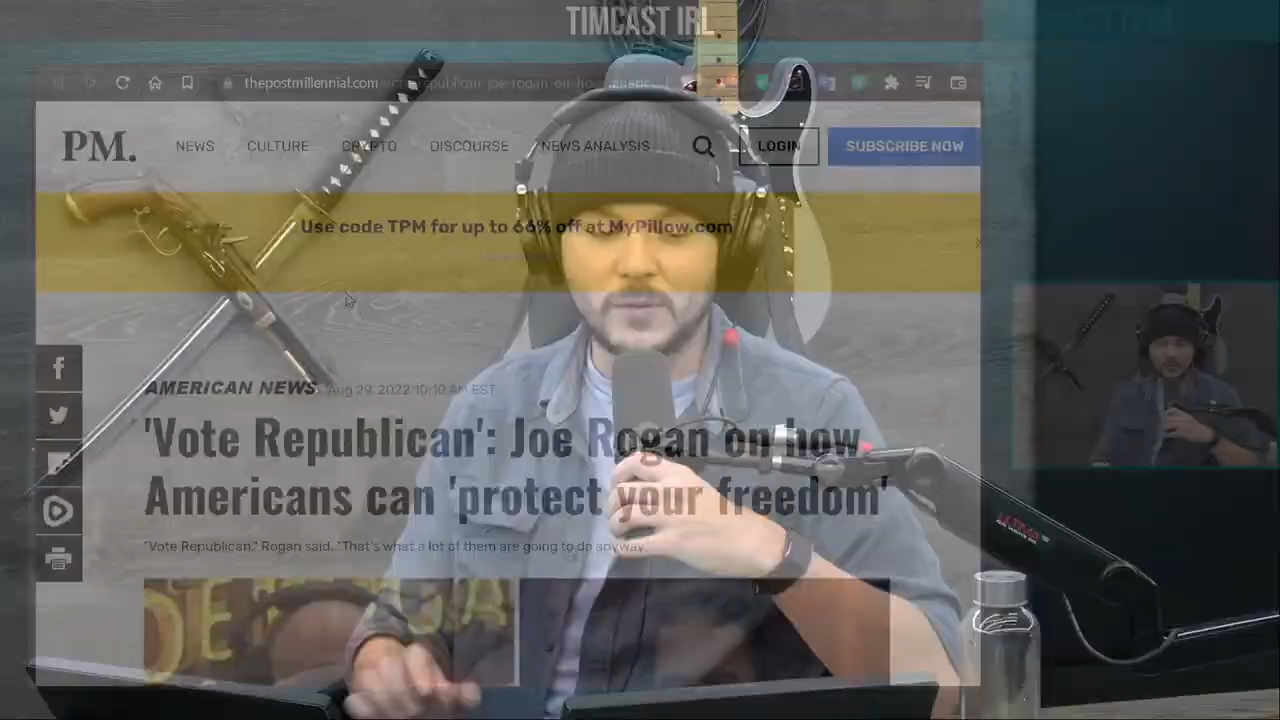 TIMCAST IRL
thepostmillennial.com
PM.
NEWS CULTURE CRYPTO DISCOURSE NEWS ANALYSIS LOGIN SUBSCRIBE NOW
Use code TPM for up to 66% off at MyPillow.com
AMERICAN NEWS Aug 29, 2022 10:10 AM EST
'Vote Republican': Joe Rogan on how
Americans can 'protect your freedom'
"Vote Republican," Rogan said. "That's what a lot of them are going to do anyway."